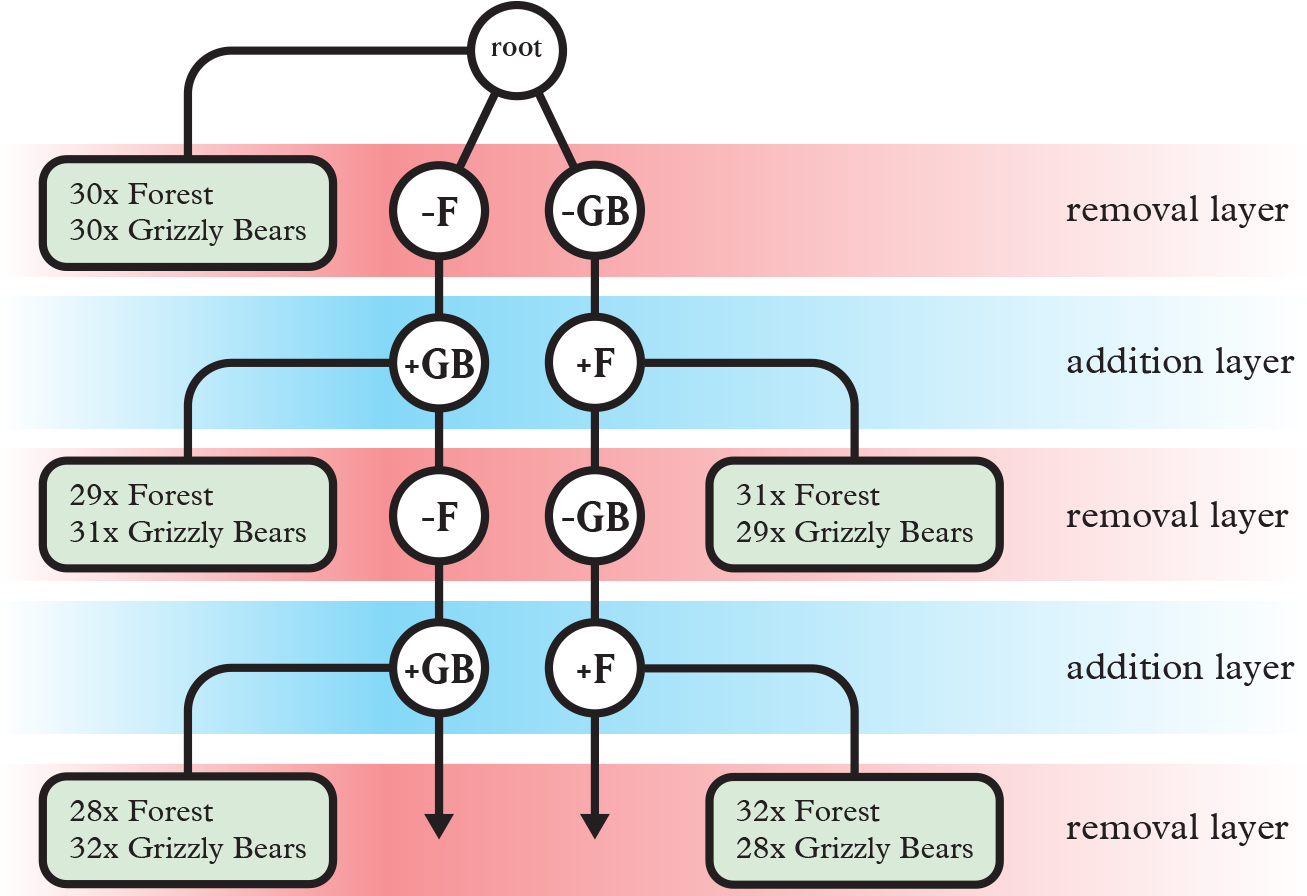 root
30x Forest
30x Grizzly Bears
-F
-GB
removal layer
+GB
+F
addition layer
29x Forest
31x Grizzly Bears
-F
-GB
31x Forest
29x Grizzly Bears
removal layer
+GB
+F
addition layer
28x Forest
32x Grizzly Bears
32x Forest
28x Grizzly Bears
removal layer